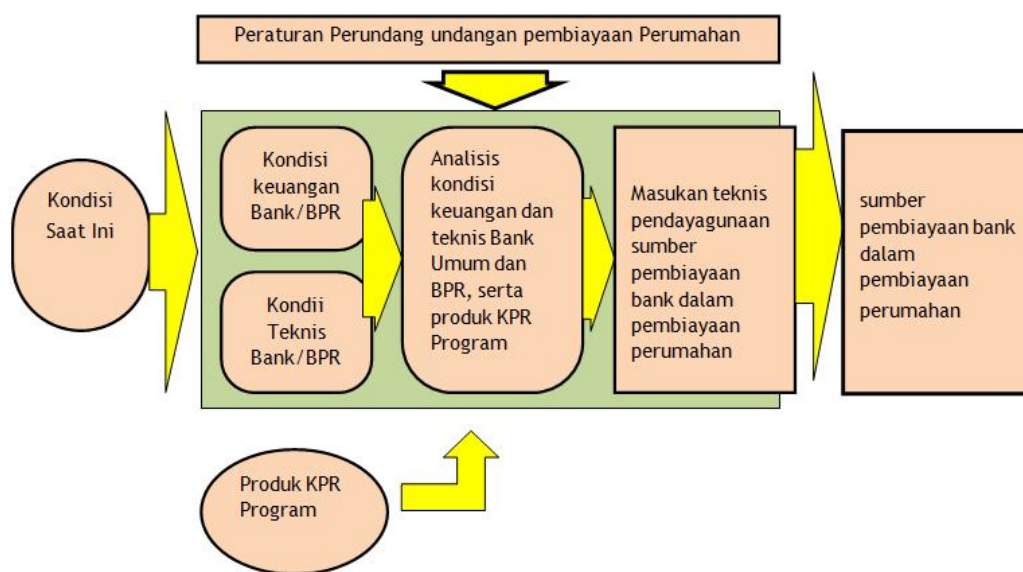 Peraturan Perundang undangan pembiayaan Perumahan
Kondisi
Saat Ini
Kondisi
keuangan
Bank/BPR
Kondii
Teknis
Bank/BPR
Analisis
kondisi
keuangan dan
teknis Bank
Umum dan
BPR, serta
produk KPR
Program
Masukan teknis
pendayagunaan
sumber
pembiayaan
bank dalam
pembiayaan
perumahan
sumber
pembiayaan bank
dalam
pembiayaan
perumahan
Produk KPR
Program